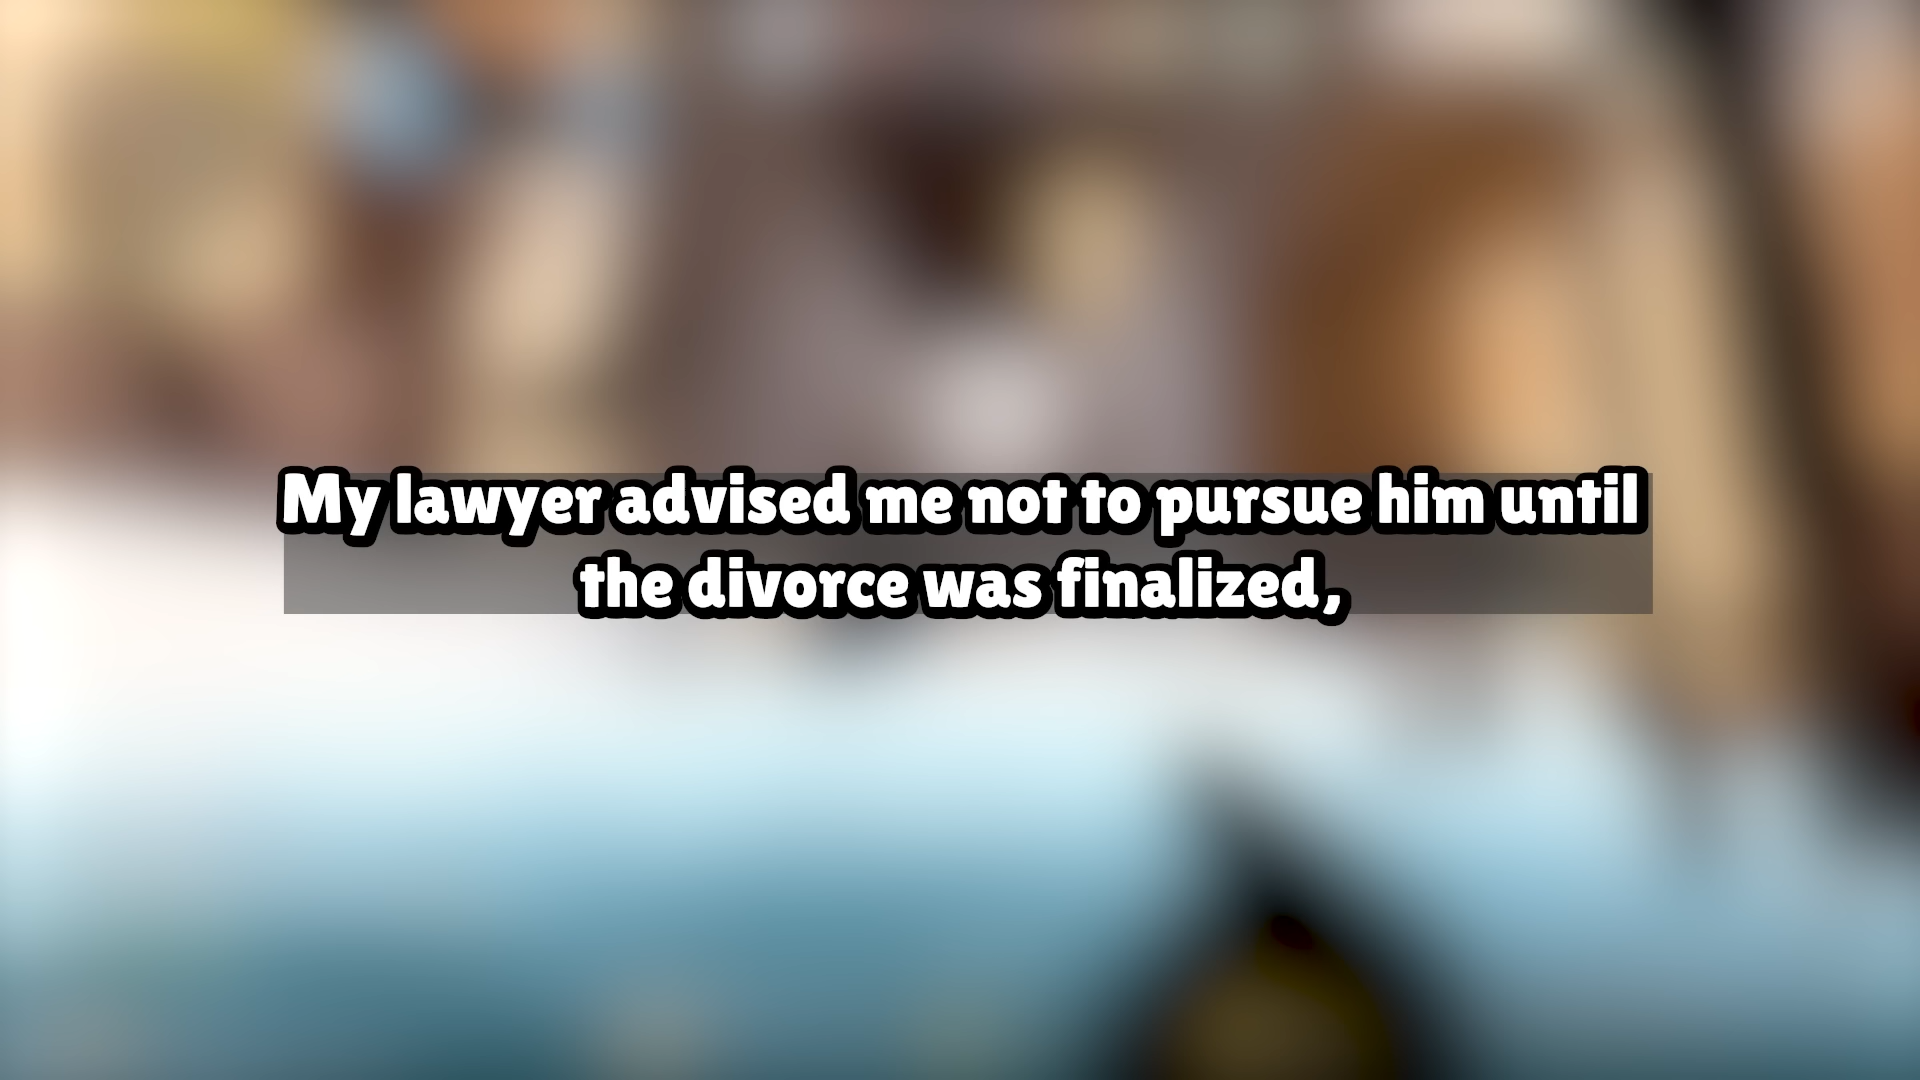 My lawyer advised me not to pursue him until
the divorce was finalized,